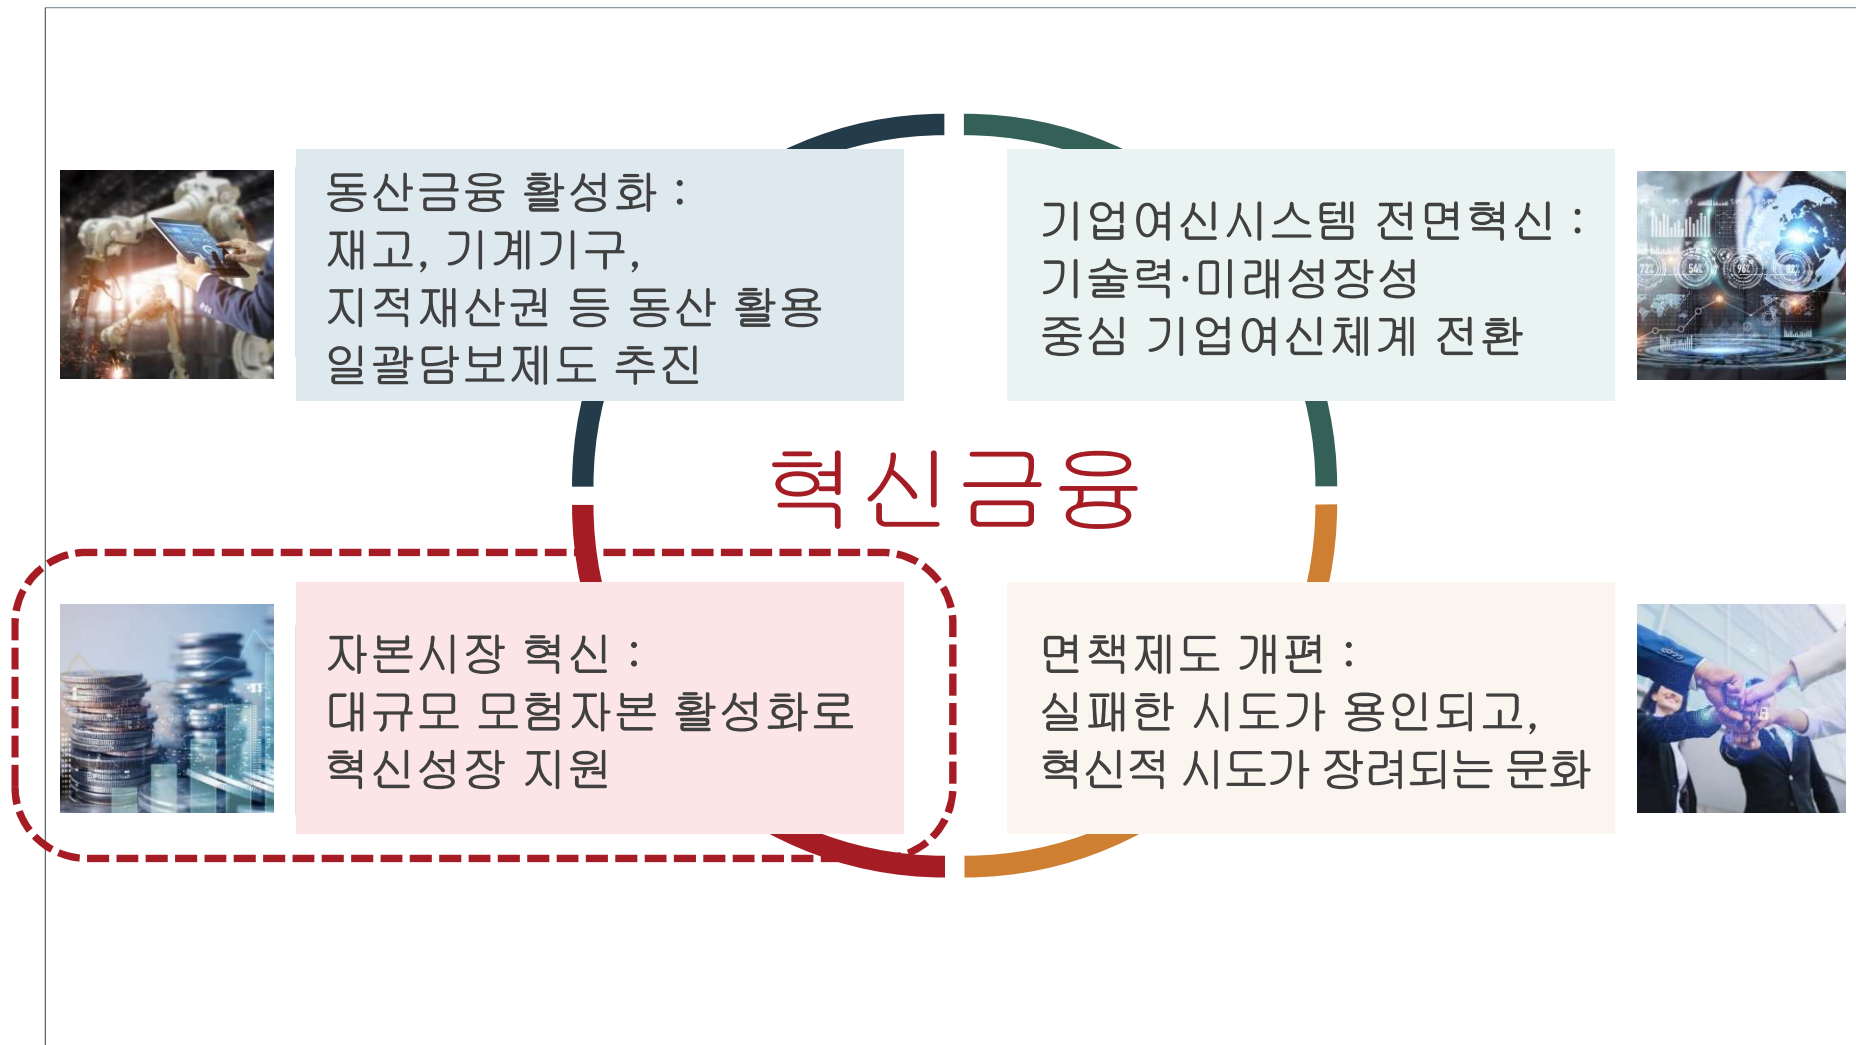 동산금융 활성화 :
재고, 기계기구,
지적재산권 등 동산 활용
일괄담보제도 추진
기업여신시스템 전면혁신 :
기술력·미래성장성
중심 기업여신체계 전환
72%
54%
96%
82%
혁신금융
자본시장 혁신 :
대규모 모험자본 활성화로
혁신성장 지원
면책제도 개편 :
실패한 시도가 용인되고,
혁신적 시도가 장려되는 문화